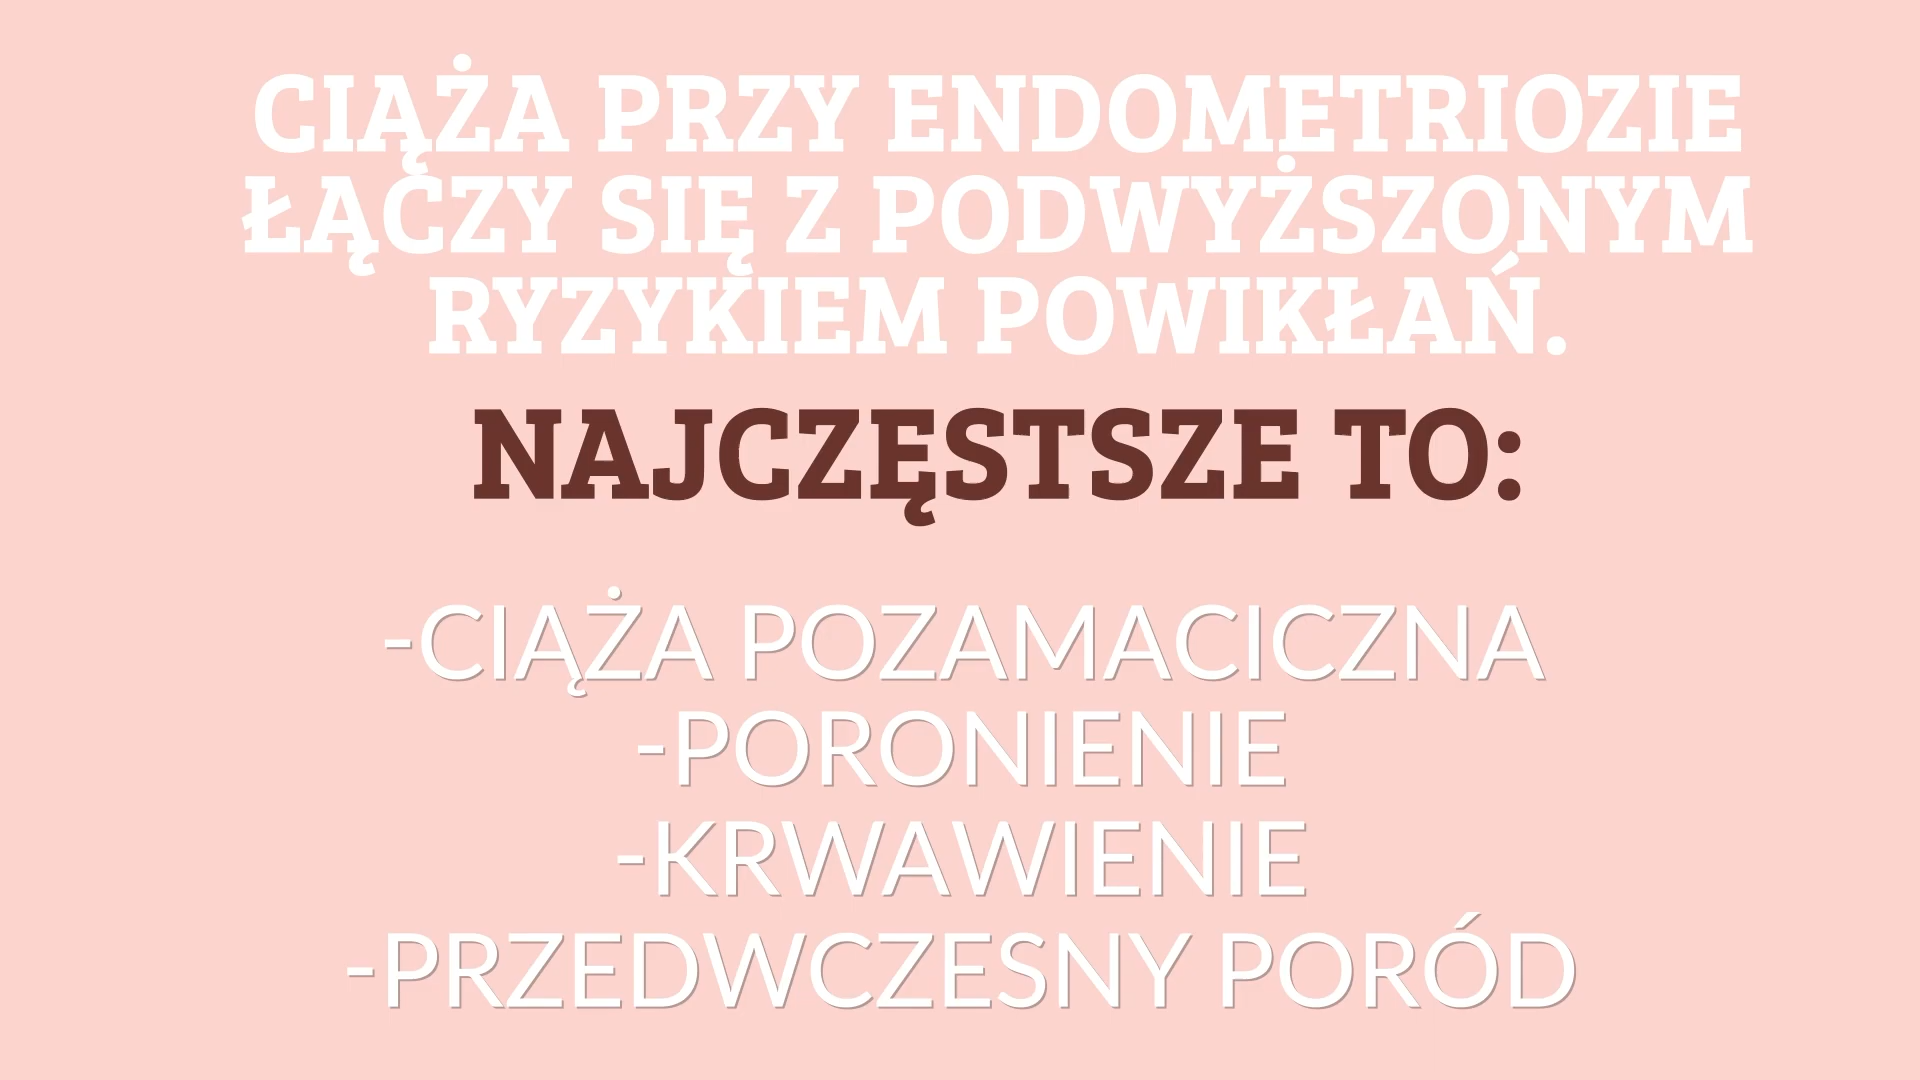 CIĄŻA PRZY ENDOMETRIOZIE
ŁĄCZY SIĘ Z PODWYŻSZONYM
RYZYKIEM POWIKŁAŃ.
NAJCZĘSTSZE TO:
-CIĄŻA POZAMACICZNA
-PORONIENIE
-KRWAWIENIE
-PRZEDWCZESNY PORÓD